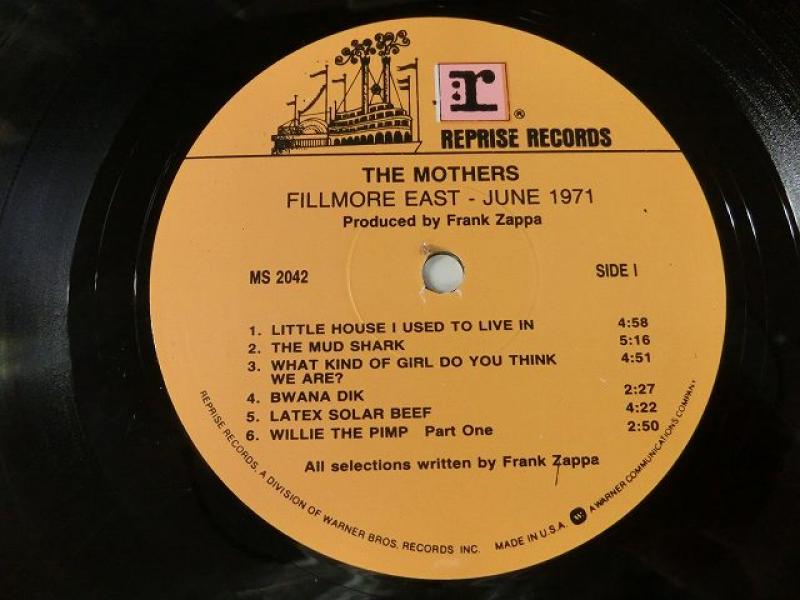 :r
®
REPRISE RECORDS
THE MOTHERS
FILLMORE EAST - JUNE 1971
Produced by Frank Zappa
MS 2042
SIDE I
1. LITTLE HOUSE I USED TO LIVE IN 4:58
2. THE MUD SHARK 5:16
3. WHAT KIND OF GIRL DO YOU THINK 4:51
WE ARE?
4. BWANA DIK 2:27
5. LATEX SOLAR BEEF 4:22
6. WILLIE THE PIMP Part One 2:50
All selections written by Frank Zappa
REPRISE RECORDS, A DIVISION OF WARNER BROS. RECORDS INC. MADE IN U.S.A. W A WARNER COMMUNICATIONS COMPANY